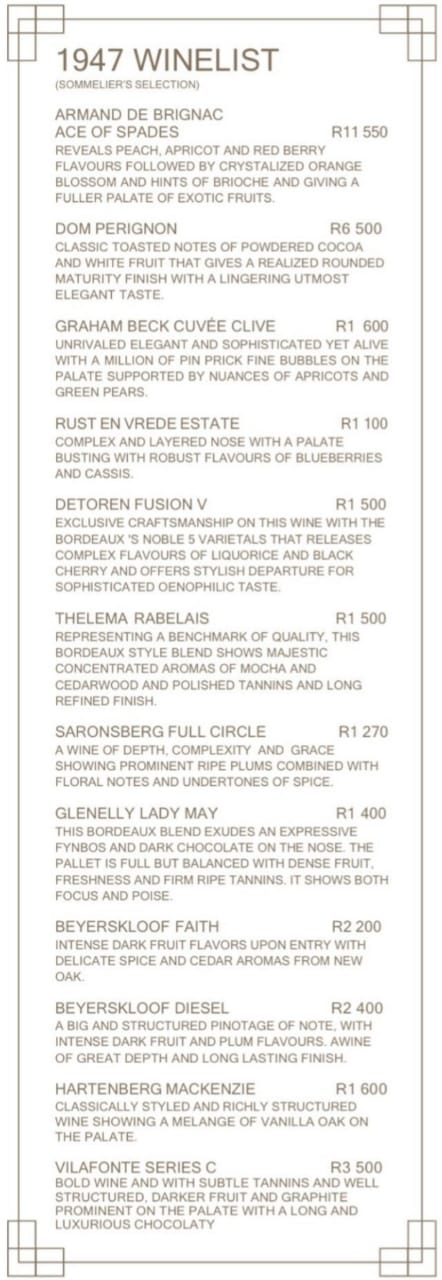 1947 WINELIST
(SOMMELIER'S SELECTION)
ARMAND DE BRIGNAC
ACE OF SPADES R11 550
REVEALS PEACH, APRICOT AND RED BERRY
FLAVOURS FOLLOWED BY CRYSTALIZED ORANGE
BLOSSOM AND HINTS OF BRIOCHE AND GIVING A
FULLER PALATE OF EXOTIC FRUITS.
DOM PERIGNON R6 500
CLASSIC TOASTED NOTES OF POWDERED COCOA
AND WHITE FRUIT THAT GIVES A REALIZED ROUNDED
MATURITY FINISH WITH A LINGERING UTMOST
ELEGANT TASTE.
GRAHAM BECK CUVÉE CLIVE R1 600
UNRIVALED ELEGANT AND SOPHISTICATED YET ALIVE
WITH A MILLION OF PIN PRICK FINE BUBBLES ON THE
PALATE SUPPORTED BY NUANCES OF APRICOTS AND
GREEN PEARS.
RUST EN VREDE ESTATE R1 100
COMPLEX AND LAYERED NOSE WITH A PALATE
BUSTING WITH ROBUST FLAVOURS OF BLUEBERRIES
AND CASSIS.
DETOREN FUSION V R1 500
EXCLUSIVE CRAFTSMANSHIP ON THIS WINE WITH THE
BORDEAUX 'S NOBLE 5 VARIETALS THAT RELEASES
COMPLEX FLAVOURS OF LIQUORICE AND BLACK
CHERRY AND OFFERS STYLISH DEPARTURE FOR
SOPHISTICATED OENOPHILIC TASTE.
THELEMA RABELAIS R1 500
REPRESENTING A BENCHMARK OF QUALITY, THIS
BORDEAUX STYLE BLEND SHOWS MAJESTIC
CONCENTRATED AROMAS OF MOCHA AND
CEDARWOOD AND POLISHED TANNINS AND LONG
REFINED FINISH.
SARONSBERG FULL CIRCLE R1 270
A WINE OF DEPTH, COMPLEXITY AND GRACE
SHOWING PROMINENT RIPE PLUMS COMBINED WITH
FLORAL NOTES AND UNDERTONES OF SPICE.
GLENELLY LADY MAY R1 400
THIS BORDEAUX BLEND EXUDES AN EXPRESSIVE
FYNBOS AND DARK CHOCOLATE ON THE NOSE. THE
PALLET IS FULL BUT BALANCED WITH DENSE FRUIT,
FRESHNESS AND FIRM RIPE TANNINS. IT SHOWS BOTH
FOCUS AND POISE.
BEYERSKLOOF FAITH R2 200
INTENSE DARK FRUIT FLAVORS UPON ENTRY WITH
DELICATE SPICE AND CEDAR AROMAS FROM NEW
OAK.
BEYERSKLOOF DIESEL R2 400
A BIG AND STRUCTURED PINOTAGE OF NOTE, WITH
INTENSE DARK FRUIT AND PLUM FLAVOURS. AWINE
OF GREAT DEPTH AND LONG LASTING FINISH.
HARTENBERG MACKENZIE R1 600
CLASSICALLY STYLED AND RICHLY STRUCTURED
WINE SHOWING A MELANGE OF VANILLA OAK ON
THE PALATE.
VILAFONTE SERIES C R3 500
BOLD WINE AND WITH SUBTLE TANNINS AND WELL
STRUCTURED, DARKER FRUIT AND GRAPHITE
PROMINENT ON THE PALATE WITH A LONG AND
LUXURIOUS CHOCOLATY